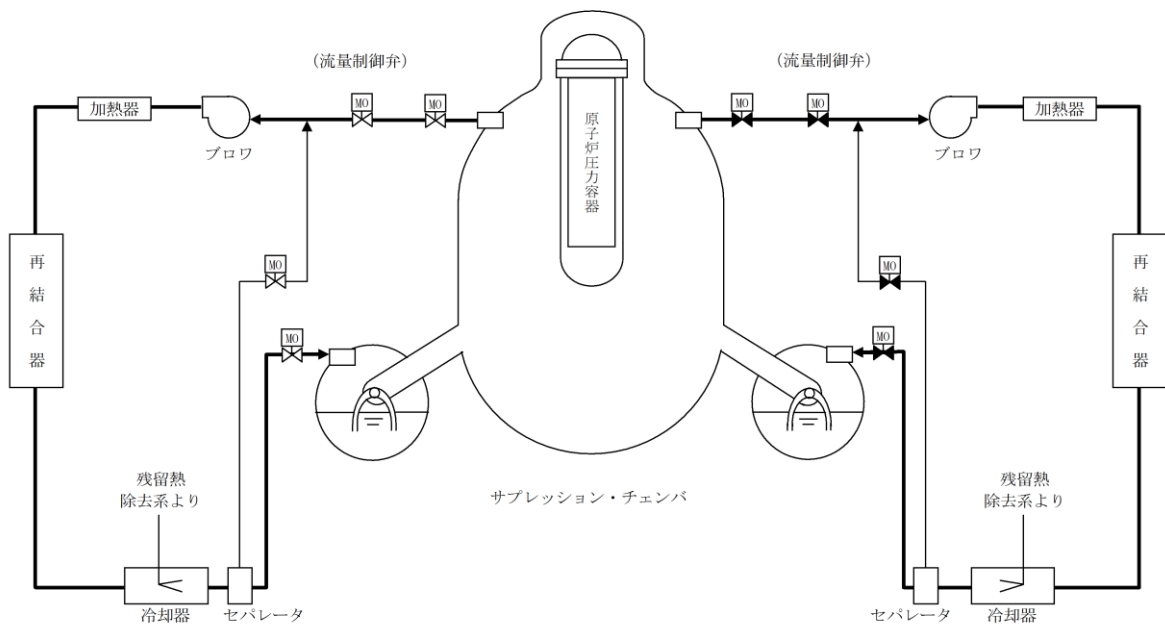 (流量制御弁)
(流量制御弁)
MO
MO
MO
MO
加熱器
ブロワ
原子炉圧力容器
ブロワ
加熱器
再結合器
MO
MO
再結合器
MO
MO
残留熱
除去系より
サプレッション・チェンバ
残留熱
除去系より
冷却器
セパレータ
セパレータ
冷却器